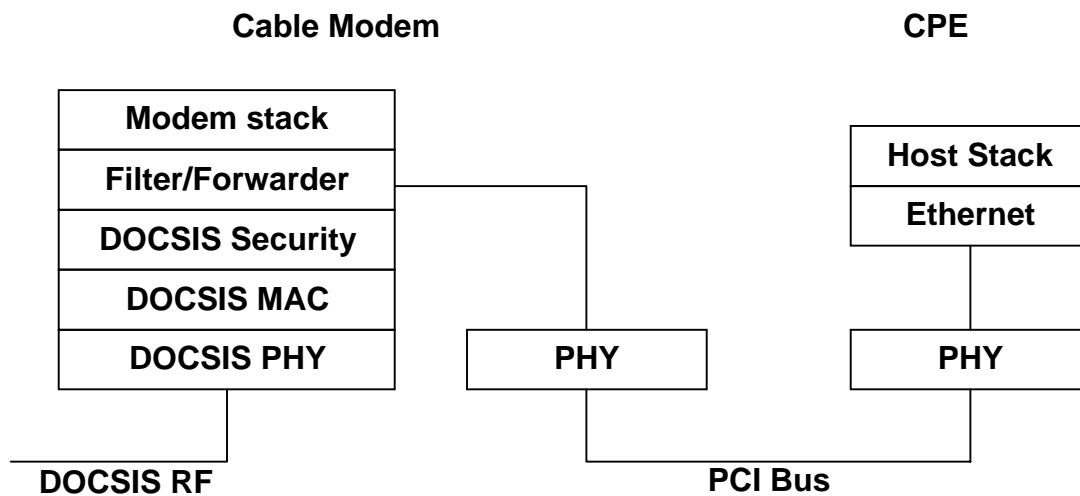 Cable Modem
CPE
Modem stack
Filter/Forwarder
DOCSIS Security
DOCSIS MAC
DOCSIS PHY
PHY
Host Stack
Ethernet
PHY
DOCSIS RF
PCI Bus